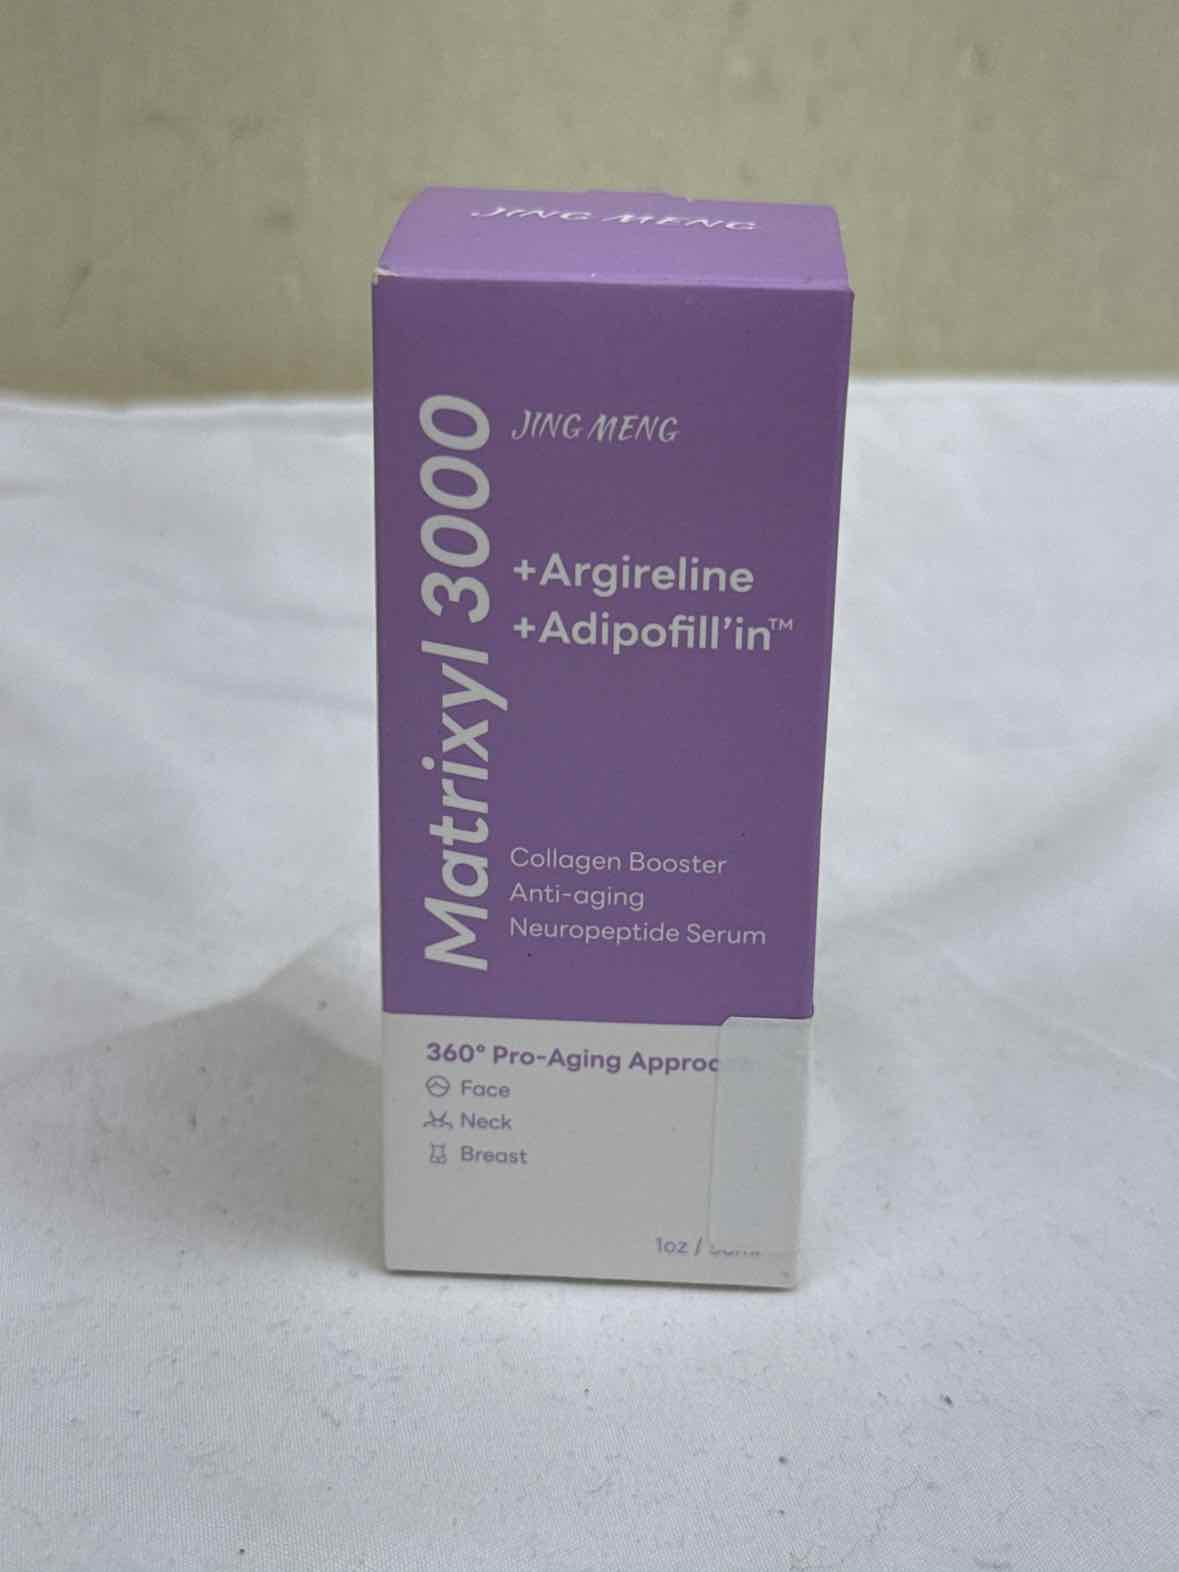 JING MENG
Matrixyl 3000
JING MENG
+Argireline
+Adipofill'in™
Collagen Booster
Anti-aging
Neuropeptide Serum
360° Pro-Aging
Face
Neck
Breast
1oz /